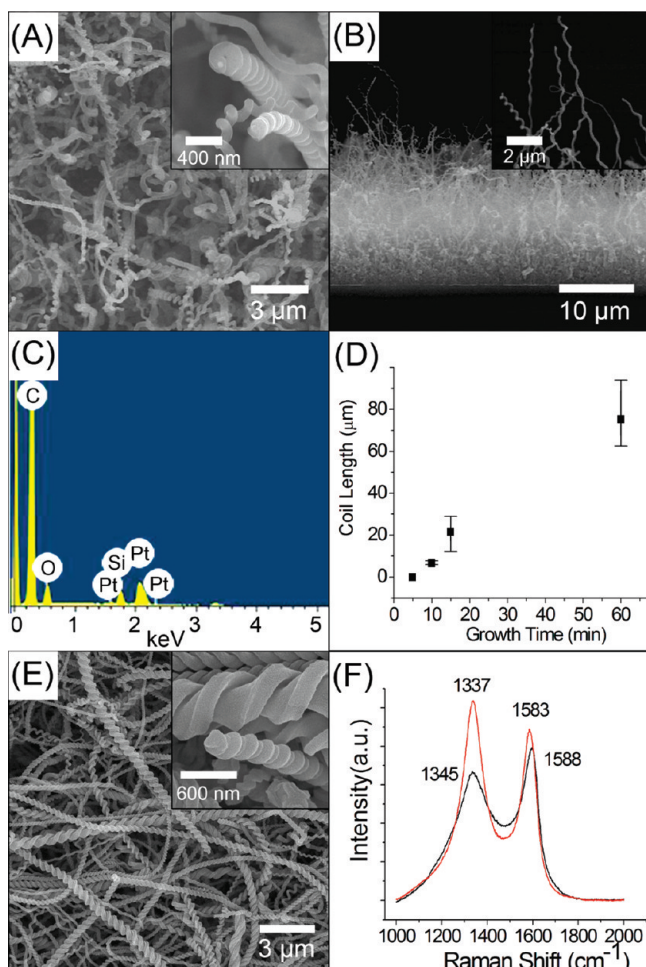 (A)
400 nm
3 µm
(B)
2 µm
10 µm
(C)
C
O
Pt
Si
Pt
Pt
0 1 2 3 4 5
keV
(D)
Coil Length (µm)
80
60
40
20
0
0 10 20 30 40 50 60
Growth Time (min)
(E)
600 nm
3 µm
(F)
Intensity(a.u.)
1337
1583
1345
1588
1000 1200 1400 1600 1800 2000
Raman Shift (cm⁻¹)